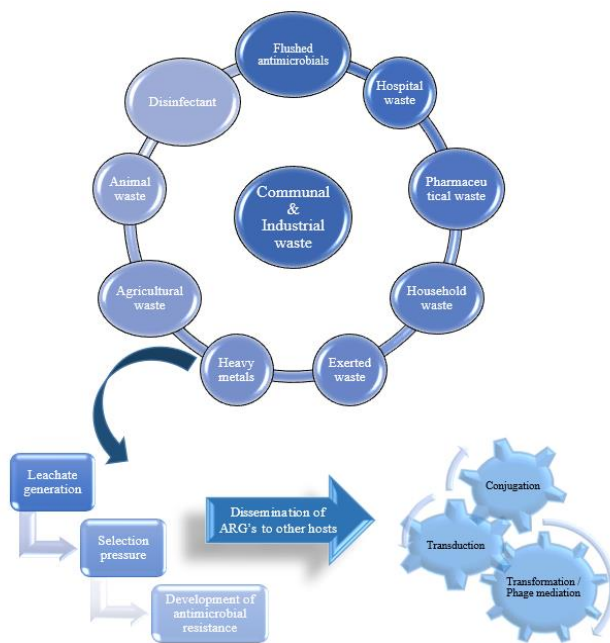 Flushed
antimicrobials
Hospital
waste
Pharmaceu
tical waste
Household
waste
Exerted
waste
Heavy
metals
Agricultural
waste
Animal
waste
Disinfectant
Communal
&
Industrial
waste
Leachate
generation
Selection
pressure
Development of
antimicrobial
resistance
Dissemination of
ARG's to other hosts
Conjugation
Transduction
Transformation /
Phage mediation